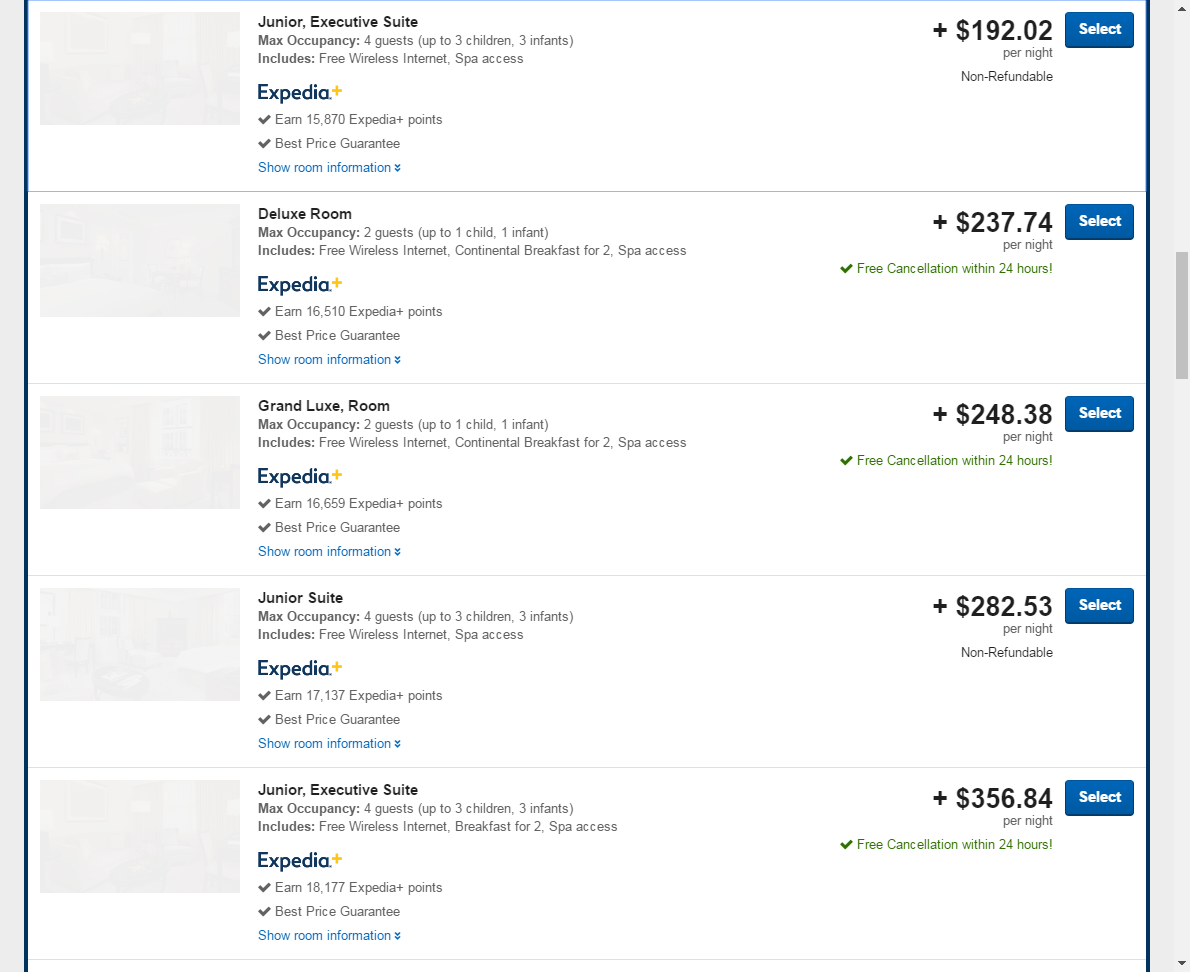 Junior, Executive Suite
Max Occupancy: 4 guests (up to 3 children, 3 infants)
Includes: Free Wireless Internet, Spa access
Expedia+
Earn 15,870 Expedia+ points
Best Price Guarantee
Show room information
+ $192.02
per night
Non-Refundable
Select
Deluxe Room
Max Occupancy: 2 guests (up to 1 child, 1 infant)
Includes: Free Wireless Internet, Continental Breakfast for 2, Spa access
Expedia+
Earn 16,510 Expedia+ points
Best Price Guarantee
Show room information
+ $237.74
per night
Free Cancellation within 24 hours!
Select
Grand Luxe, Room
Max Occupancy: 2 guests (up to 1 child, 1 infant)
Includes: Free Wireless Internet, Continental Breakfast for 2, Spa access
Expedia+
Earn 16,659 Expedia+ points
Best Price Guarantee
Show room information
+ $248.38
per night
Free Cancellation within 24 hours!
Select
Junior Suite
Max Occupancy: 4 guests (up to 3 children, 3 infants)
Includes: Free Wireless Internet, Spa access
Expedia+
Earn 17,137 Expedia+ points
Best Price Guarantee
Show room information
+ $282.53
per night
Non-Refundable
Select
Junior, Executive Suite
Max Occupancy: 4 guests (up to 3 children, 3 infants)
Includes: Free Wireless Internet, Breakfast for 2, Spa access
Expedia+
Earn 18,177 Expedia+ points
Best Price Guarantee
Show room information
+ $356.84
per night
Free Cancellation within 24 hours!
Select